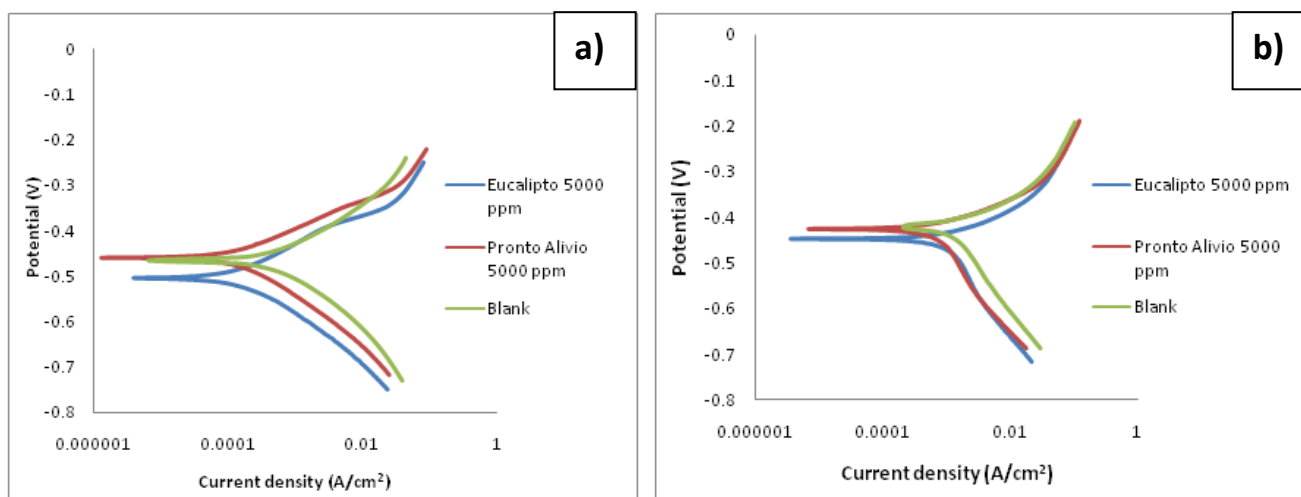 a)
0
-0.1
-0.2
-0.3
-0.4
-0.5
-0.6
-0.7
-0.8
Potential (V)
0.000001
0.0001
0.01
1
Current density (A/cm²)
Eucalipto 5000
ppm
Pronto Alivio
5000 ppm
Blank
b)
0
-0.1
-0.2
-0.3
-0.4
-0.5
-0.6
-0.7
-0.8
Potential (V)
0.000001
0.0001
0.01
1
Current density (A/cm²)
Eucalipto 5000 ppm
Pronto Alivio 5000
ppm
Blank